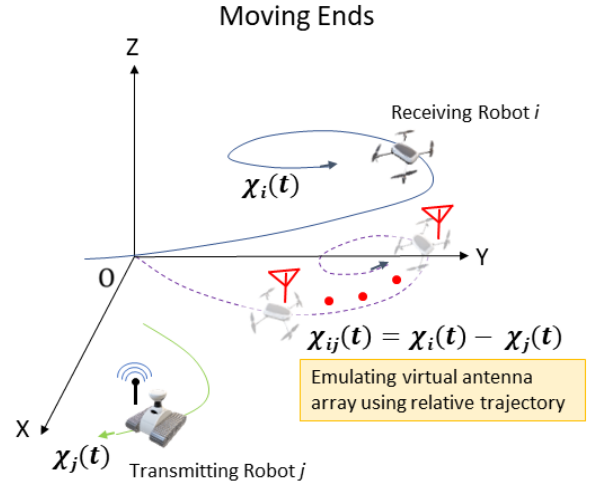 Moving Ends
Z
Receiving Robot i
χᵢ(t)
O
Y
χᵢⱼ(t) = χᵢ(t) − χⱼ(t)
Emulating virtual antenna
array using relative trajectory
X
χⱼ(t)
Transmitting Robot j